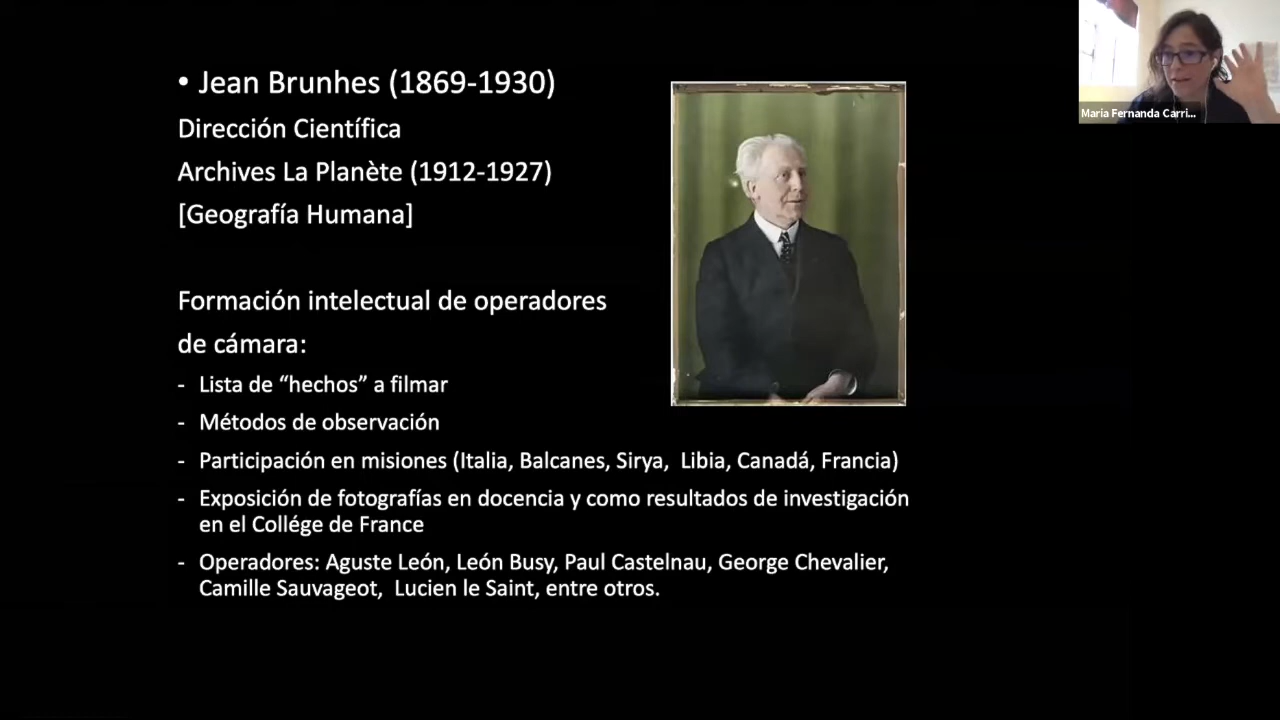 • Jean Brunhes (1869-1930)
Dirección Científica
Archives La Planète (1912-1927)
[Geografía Humana]
Formación intelectual de operadores
de cámara:
- Lista de “hechos” a filmar
- Métodos de observación
- Participación en misiones (Italia, Balcanes, Sirya, Libia, Canadá, Francia)
- Exposición de fotografías en docencia y como resultados de investigación
en el Collége de France
- Operadores: Aguste León, León Busy, Paul Castelnau, George Chevalier,
Camille Sauvageot, Lucien le Saint, entre otros.
María Fernanda Carri...